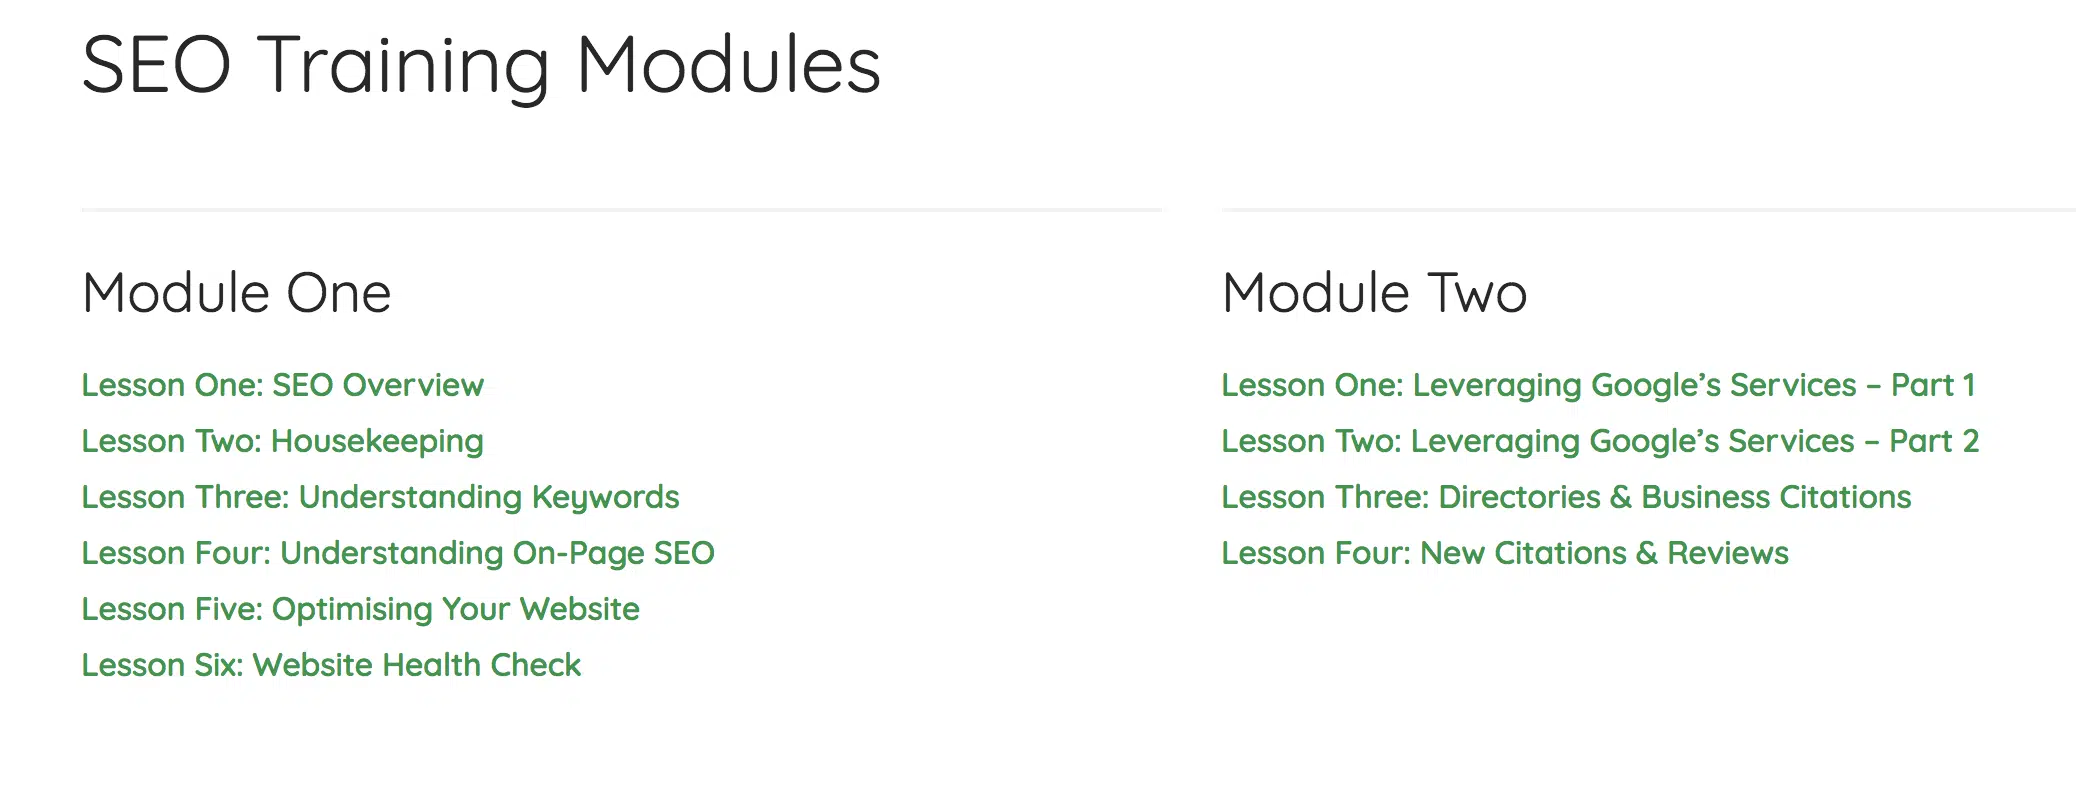 SEO Training Modules
Module One
Lesson One: SEO Overview
Lesson Two: Housekeeping
Lesson Three: Understanding Keywords
Lesson Four: Understanding On-Page SEO
Lesson Five: Optimising Your Website
Lesson Six: Website Health Check
Module Two
Lesson One: Leveraging Google’s Services – Part 1
Lesson Two: Leveraging Google’s Services – Part 2
Lesson Three: Directories & Business Citations
Lesson Four: New Citations & Reviews